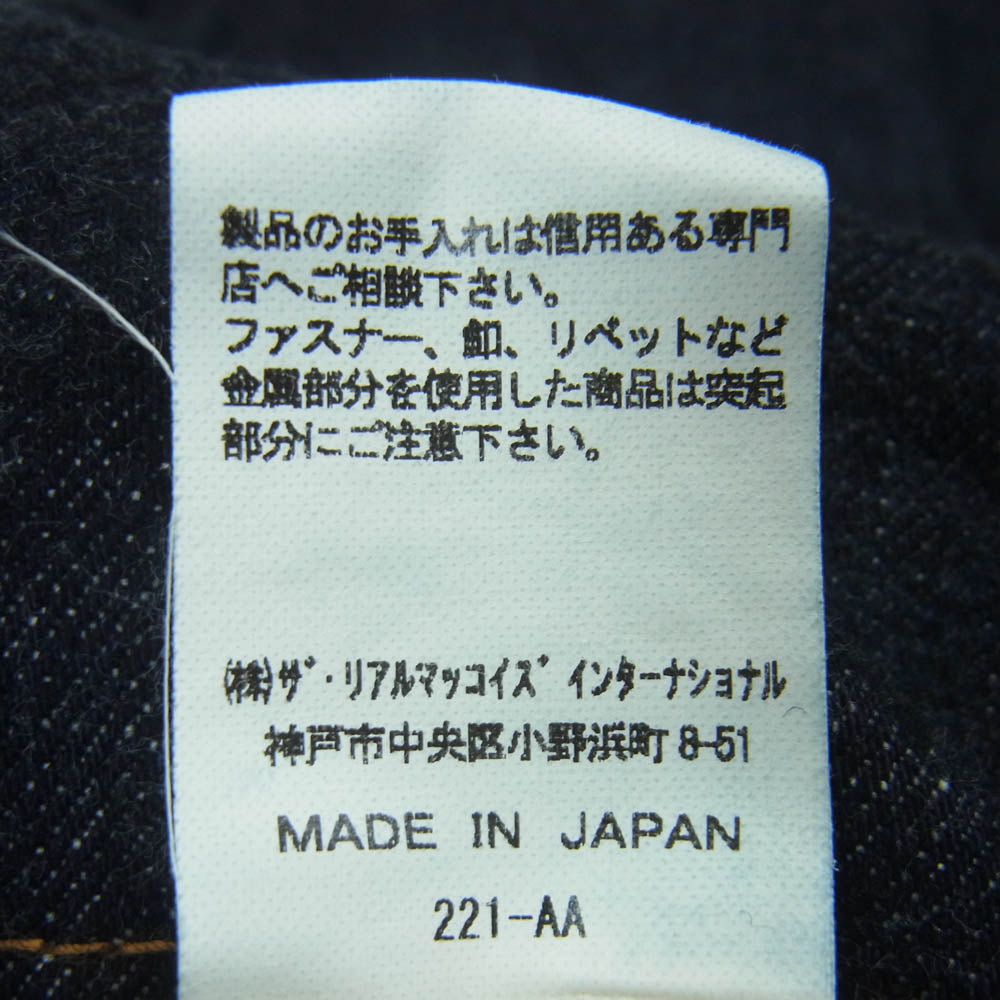 製品のお手入れは信用ある専門
店へご相談下さい。
ファスナー、釦、リベットなど
金属部分を使用した商品は突起
部分にご注意下さい。
㈱ザ・リアルマッコイズ インターナショナル
神戸市中央区小野浜町8-51
MADE IN JAPAN
221-AA